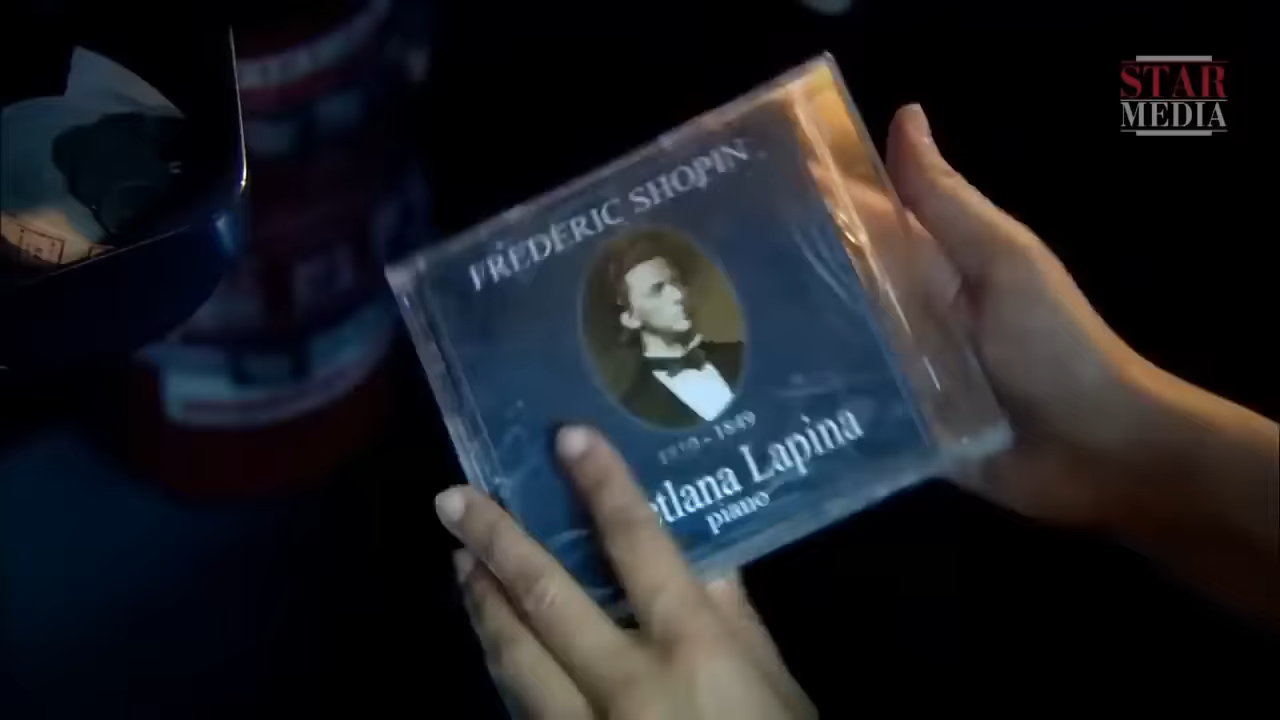 STAR
MEDIA
FREDERIC SHOPIN
1810 - 1849
etlana Lapina
piano